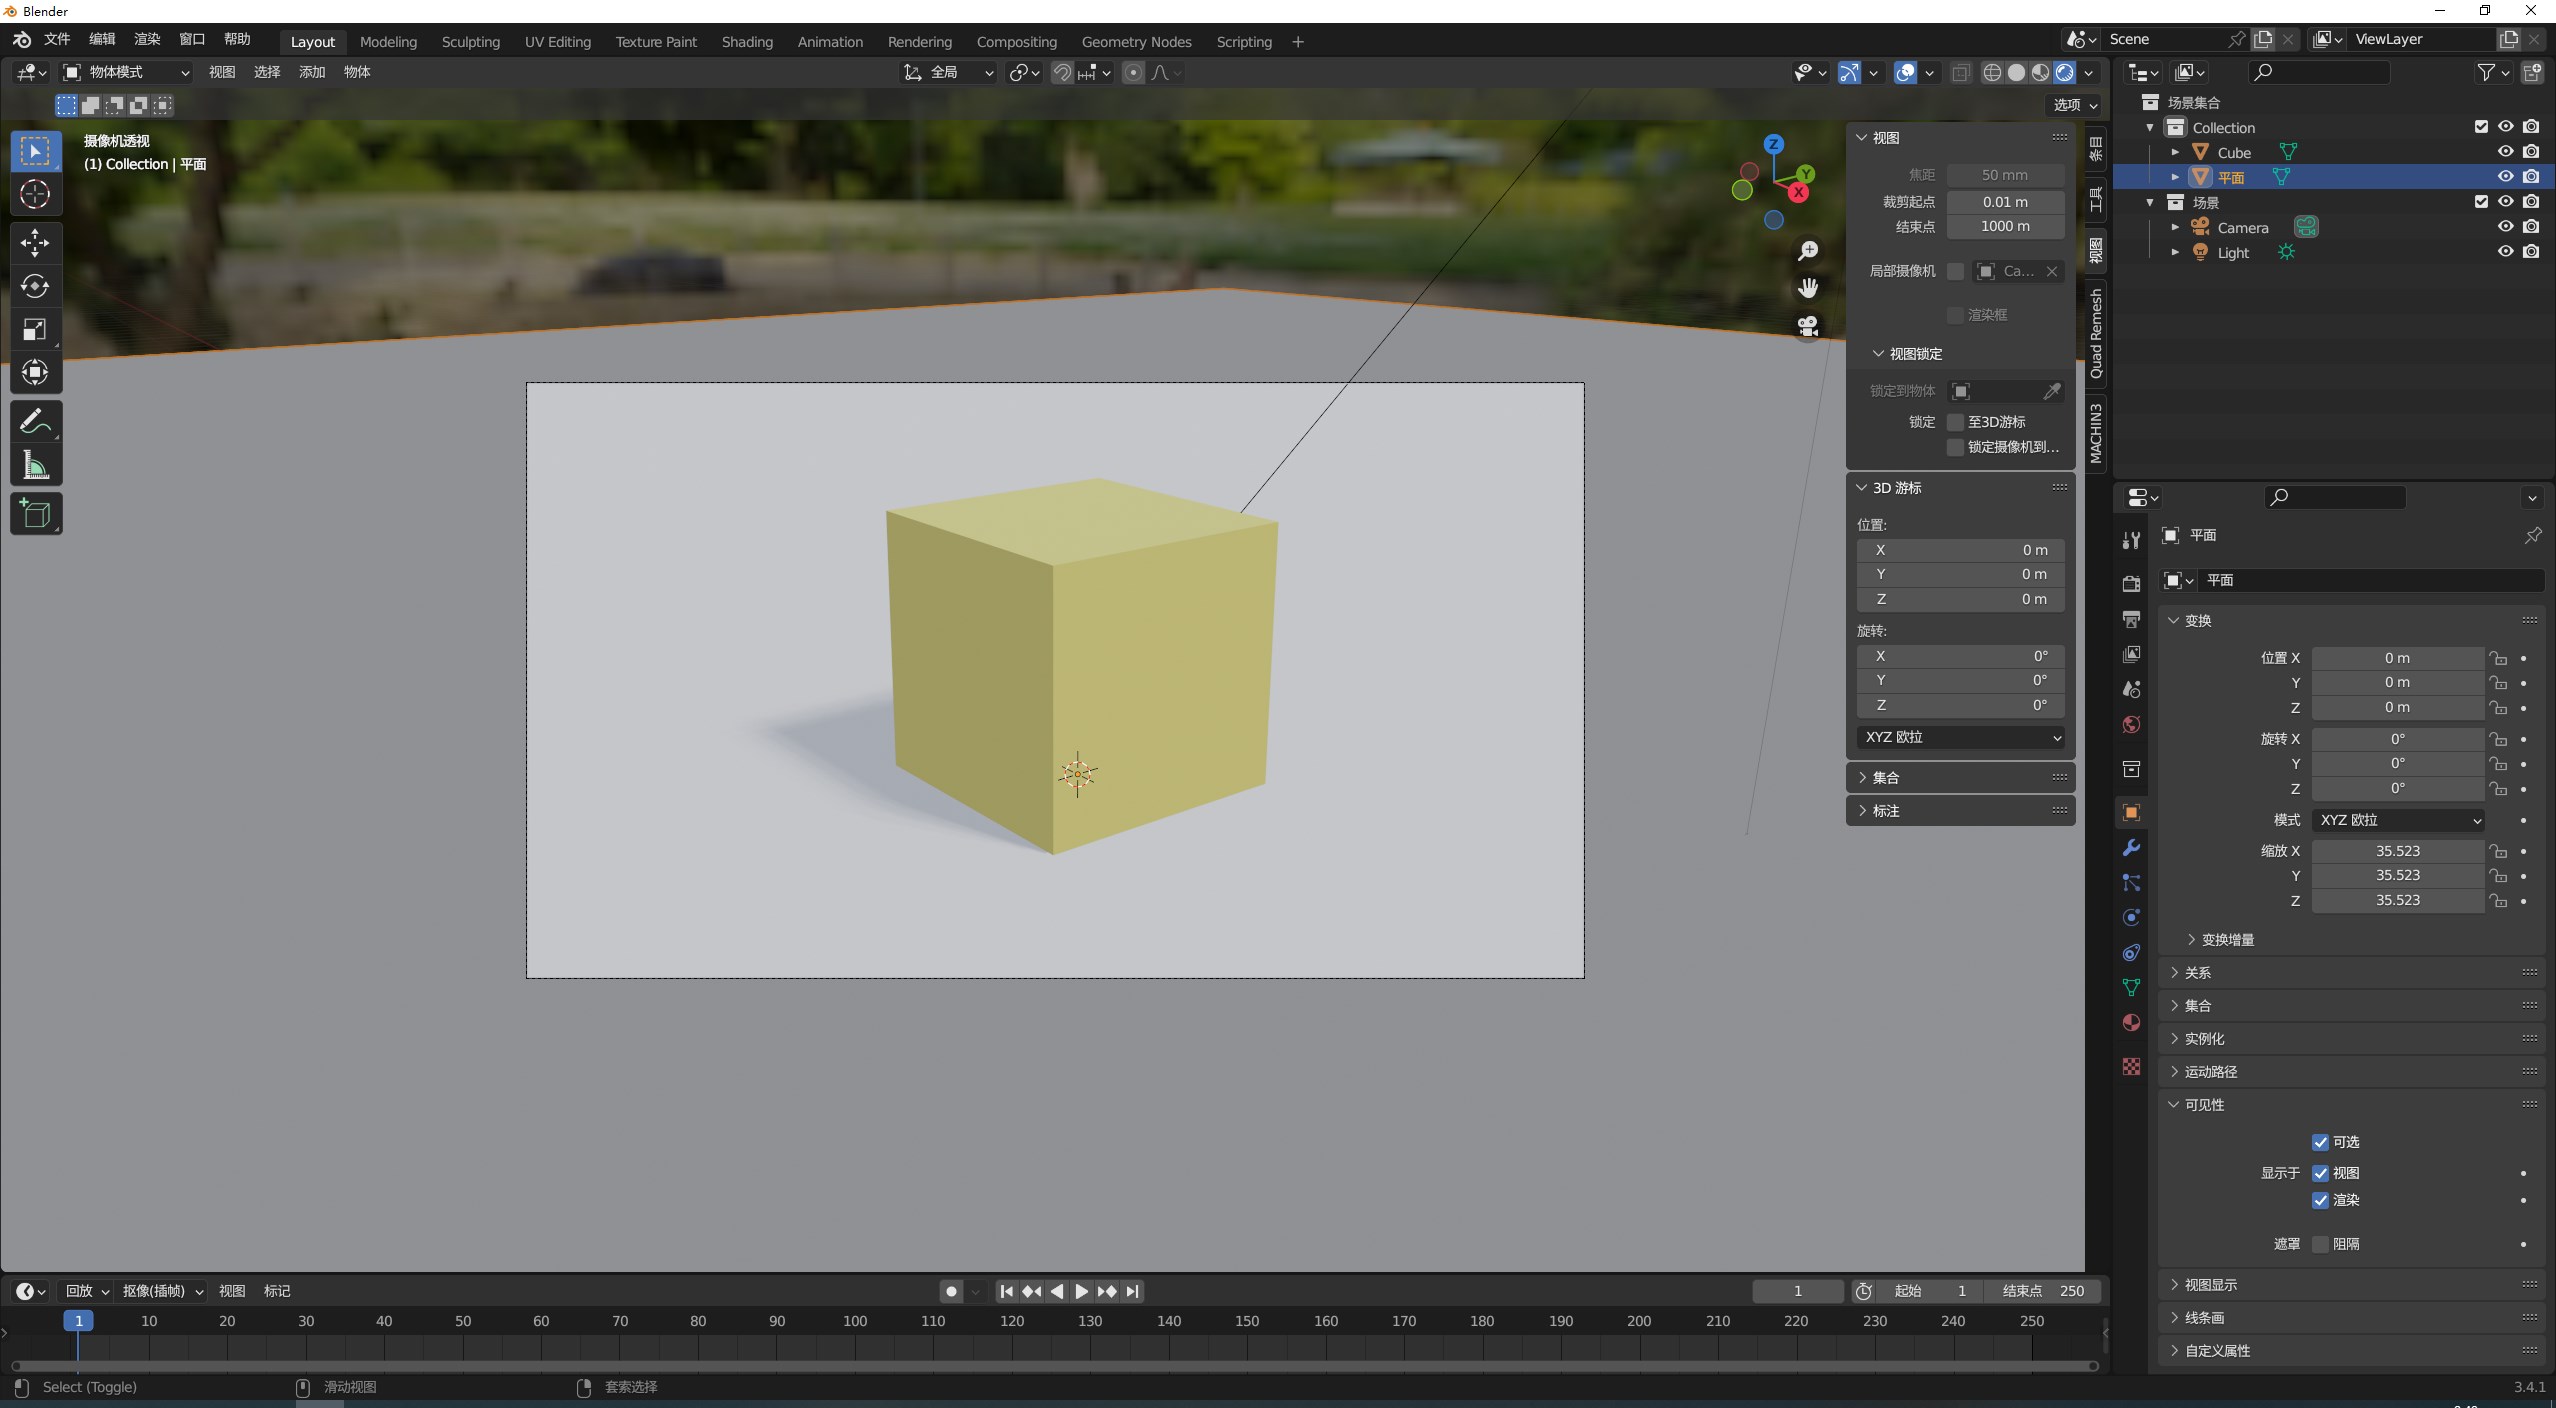 Blender
文件 编辑 渲染 窗口 帮助 Layout Modeling Sculpting UV Editing Texture Paint Shading Animation Rendering Compositing Geometry Nodes Scripting + Scene ViewLayer
物体模式 视图 选择 添加 物体 全局
选项
摄像机透视
(1) Collection | 平面
Z
Y
X
视图
焦距 50 mm
裁剪起点 0.01 m
结束点 1000 m
局部摄像机 Ca...
渲染框
视图锁定
锁定到物体
锁定 至3D游标
锁定摄像机到...
3D 游标
位置:
X 0 m
Y 0 m
Z 0 m
旋转:
X 0°
Y 0°
Z 0°
XYZ 欧拉
集合
标注
条目
工具
视图
Quad Remesh
MACHIN3
场景集合
Collection
Cube
平面
场景
Camera
Light
平面
平面
变换
位置 X 0 m
Y 0 m
Z 0 m
旋转 X 0°
Y 0°
Z 0°
模式 XYZ 欧拉
缩放 X 35.523
Y 35.523
Z 35.523
变换增量
关系
集合
实例化
运动路径
可见性
可选
显示于 视图
渲染
遮罩 阻隔
视图显示
线条画
自定义属性
回放 抠像(插帧) 视图 标记 1 起始 1 结束点 250
1 10 20 30 40 50 60 70 80 90 100 110 120 130 140 150 160 170 180 190 200 210 220 230 240 250
Select (Toggle) 滑动视图 套索选择 3.4.1